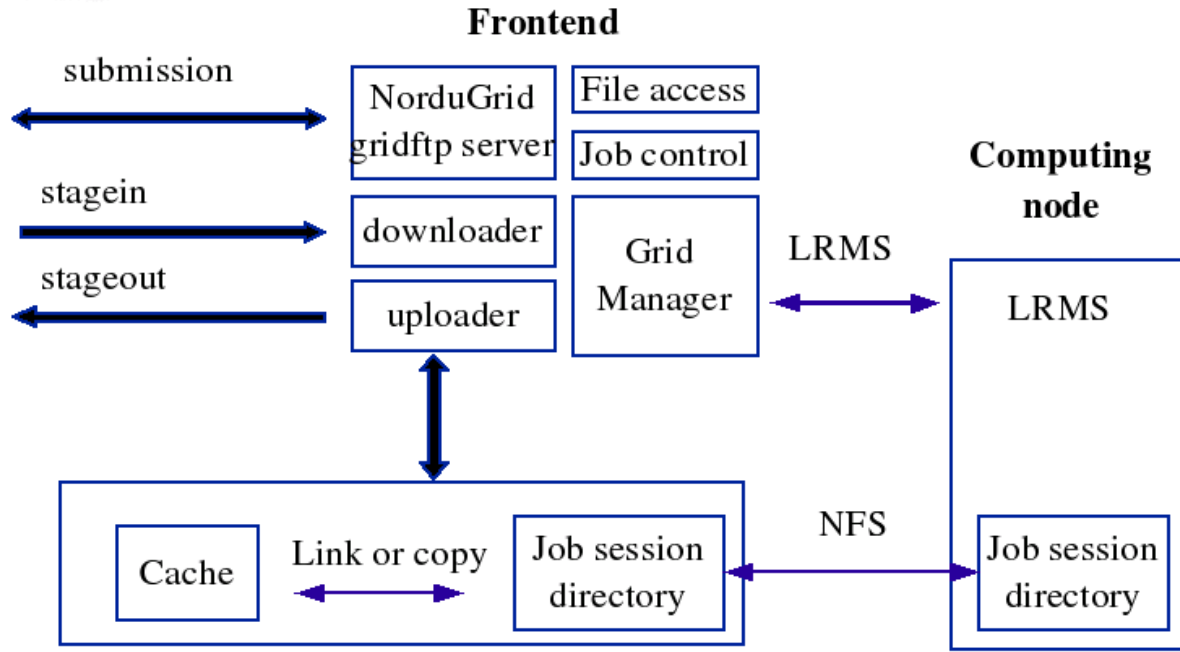 Frontend
submission
NorduGrid
gridftp server
File access
Job control
Computing
node
stagein
downloader
Grid
Manager
LRMS
stageout
uploader
LRMS
Cache
Link or copy
Job session
directory
NFS
Job session
directory